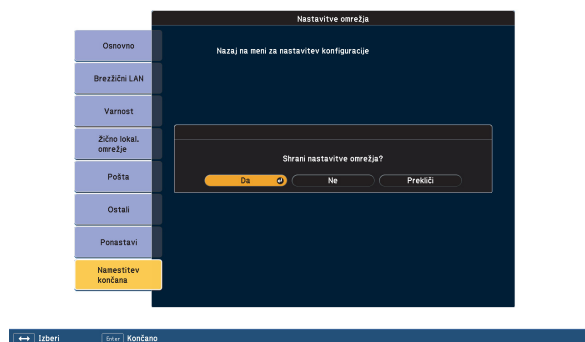 Nastavitve omrežja
Osnovno
Nazaj na meni za nastavitev konfiguracije
Brezžični LAN
Varnost
Žično lokal.
omrežje
Shrani nastavitve omrežja?
Pošta
Da
Ne
Prekliči
Ostali
Ponastavi
Namestitev
končana
Izberi
Enter Končano